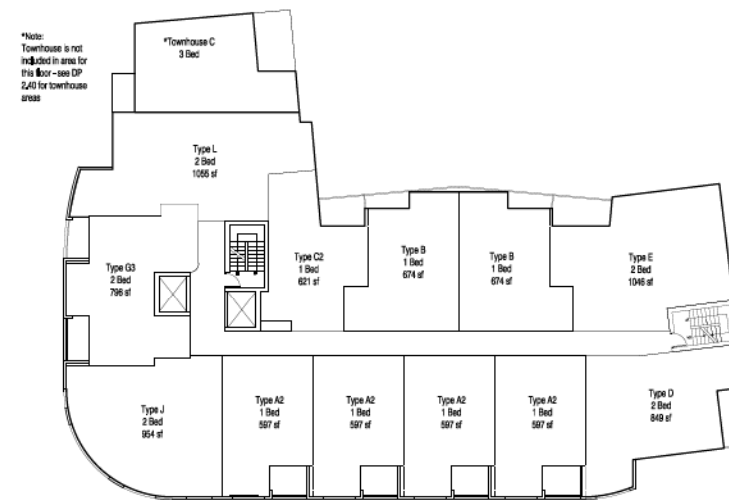 *Note:
Townhouse is not
included in area for
this floor - see DP
2.40 for townhouse
areas
*Townhouse C
3 Bed
Type L
2 Bed
1055 sf
Type G3
2 Bed
796 sf
Type C2
1 Bed
621 sf
Type B
1 Bed
674 sf
Type B
1 Bed
674 sf
Type E
2 Bed
1046 sf
Type J
2 Bed
954 sf
Type A2
1 Bed
597 sf
Type A2
1 Bed
597 sf
Type A2
1 Bed
597 sf
Type A2
1 Bed
597 sf
Type D
2 Bed
849 sf